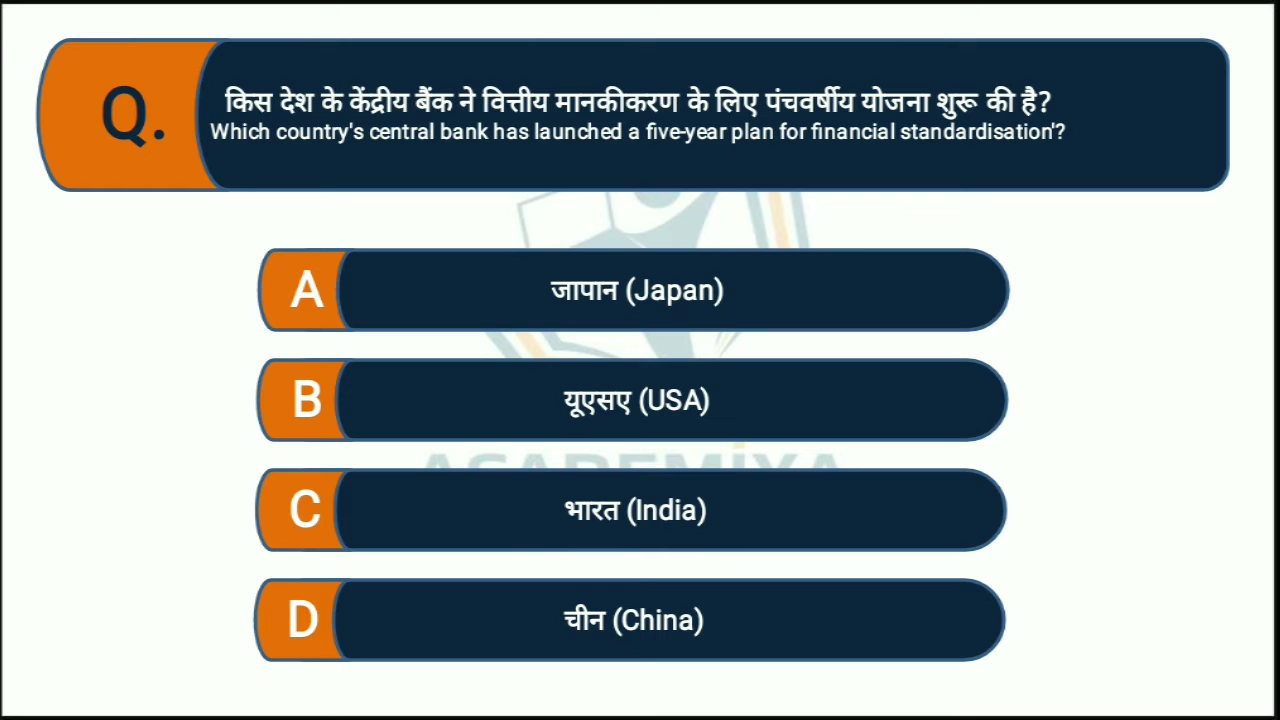 Q.
किस देश के केंद्रीय बैंक ने वित्तीय मानकीकरण के लिए पंचवर्षीय योजना शुरू की है?
Which country's central bank has launched a five-year plan for financial standardisation'?
A जापान (Japan)
B यूएसए (USA)
C भारत (India)
D चीन (China)